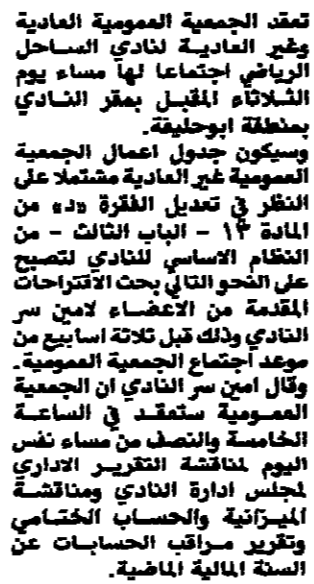 تعقد الجمعية العمومية العادية
وغير العادية لنادي الساحل
الرياضي اجتماعا لها مساء يوم
الثلاثاء المقبل بمقر النادي
بمنطقة ابوحليفة.
وسيكون جدول اعمال الجمعية
العمومية غير العادية مشتملا على
النظر في تعديل الفقرة «د» من
المادة ١٣ - الباب الثالث - من
النظام الاساسي للنادي لتصبح
على النحو التالي بحث الاقتراحات
المقدمة من الاعضاء لامين سر
النادي وذلك قبل ثلاثة اسابيع من
موعد اجتماع الجمعية العمومية.
وقال امين سر النادي ان الجمعية
العمومية ستعقد في الساعة
الخامسة والنصف من مساء نفس
اليوم لمناقشة التقرير الاداري
لمجلس ادارة النادي ومناقشة
الميزانية والحساب الختامي
وتقرير مراقب الحسابات عن
السنة المالية الماضية.